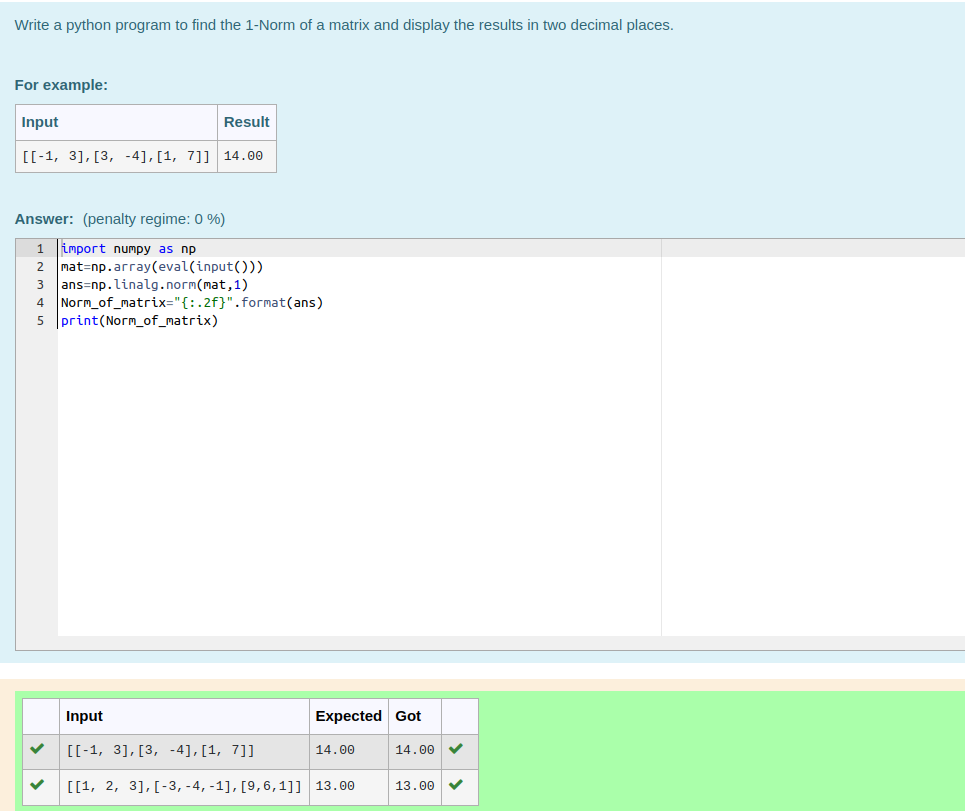 Write a python program to find the 1-Norm of a matrix and display the results in two decimal places.
For example:
Input Result
[[-1, 3],[3, -4],[1, 7]] 14.00
Answer: (penalty regime: 0 %)
1 import numpy as np
2 mat=np.array(eval(input()))
3 ans=np.linalg.norm(mat,1)
4 Norm_of_matrix="{:.2f}".format(ans)
5 print(Norm_of_matrix)
Input Expected Got
[[-1, 3],[3, -4],[1, 7]] 14.00 14.00
[[1, 2, 3],[-3,-4,-1],[9,6,1]] 13.00 13.00